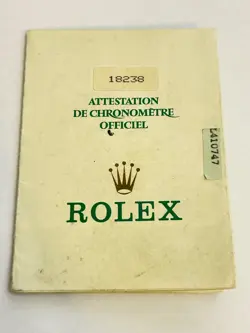 18238
ATTESTATION
DE CHRONOMÈTRE
OFFICIEL
L410747
ROLEX